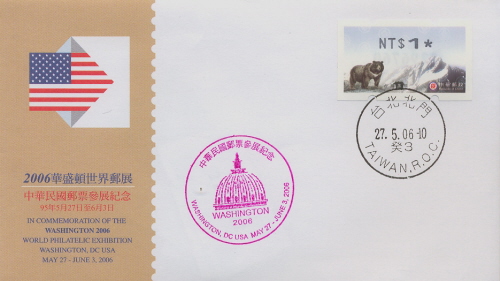 2006華盛頓世界郵展
中華民國郵票參展紀念
95年5月27日至6月3日
IN COMMEMORATION OF THE
WASHINGTON 2006
WORLD PHILATELIC EXHIBITION
WASHINGTON, DC USA
MAY 27 - JUNE 3, 2006
中華民國郵票參展紀念
WASHINGTON
2006
WASHINGTON, DC USA MAY 27 - JUNE 3, 2006
NT$1*
台北北門
27.5.06-10
癸3
TAIWAN.R.O.C.